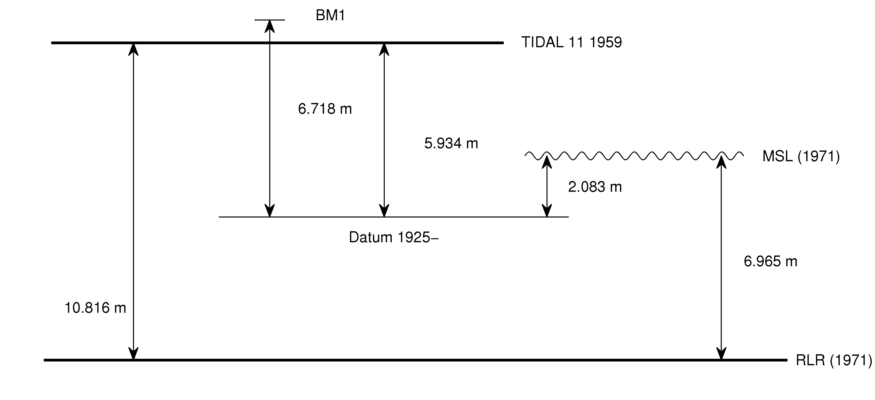 BM1
TIDAL 11 1959
6.718 m
5.934 m
MSL (1971)
2.083 m
Datum 1925–
6.965 m
10.816 m
RLR (1971)